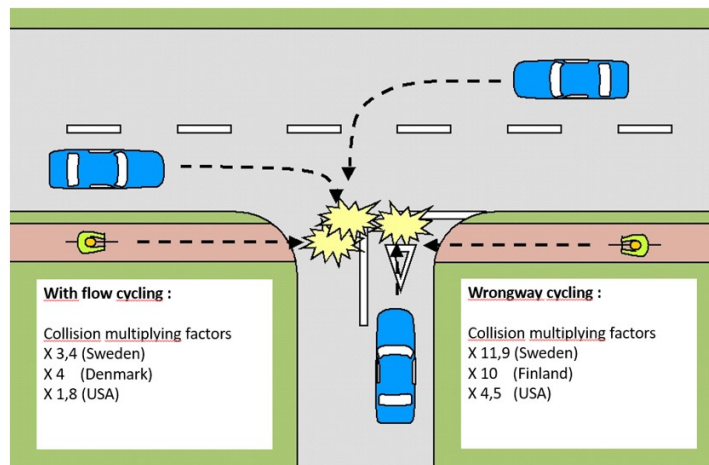 With flow cycling :
Collision multiplying factors
X 3,4 (Sweden)
X 4 (Denmark)
X 1,8 (USA)
Wrongway cycling :
Collision multiplying factors
X 11,9 (Sweden)
X 10 (Finland)
X 4,5 (USA)